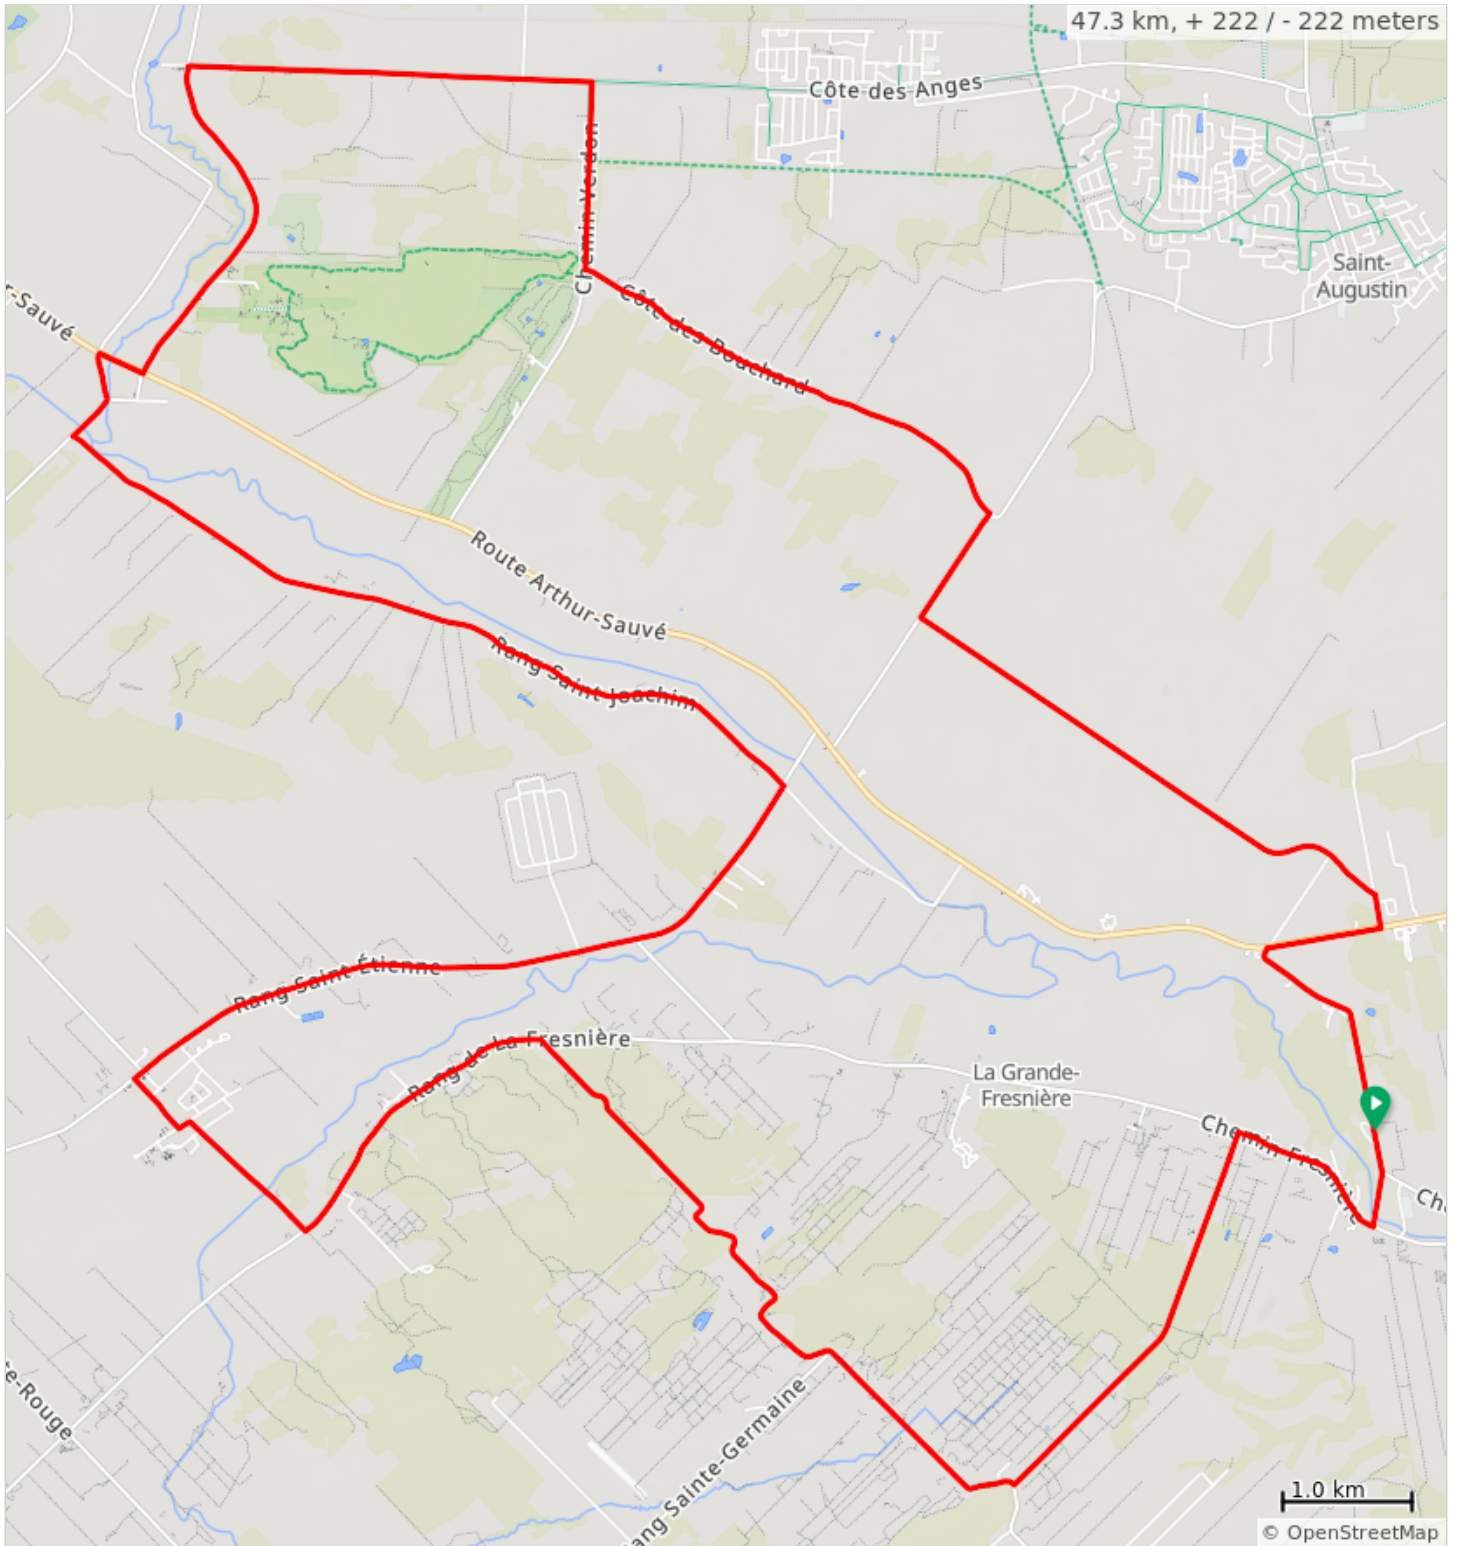 47.3 km, + 222 / - 222 meters
Côte des Anges
Chemin Verdon
Saint-
Augustin
r-Sauvé
Côte des Bouchard
Route Arthur-Sauvé
Rang Saint-Joachim
Rang Saint-Étienne
Rang de La Fresnière
La Grande-
Fresnière
Chemin Fresnière
Ch
re-Rouge
ang Sainte-Germaine
1.0 km
© OpenStreetMap